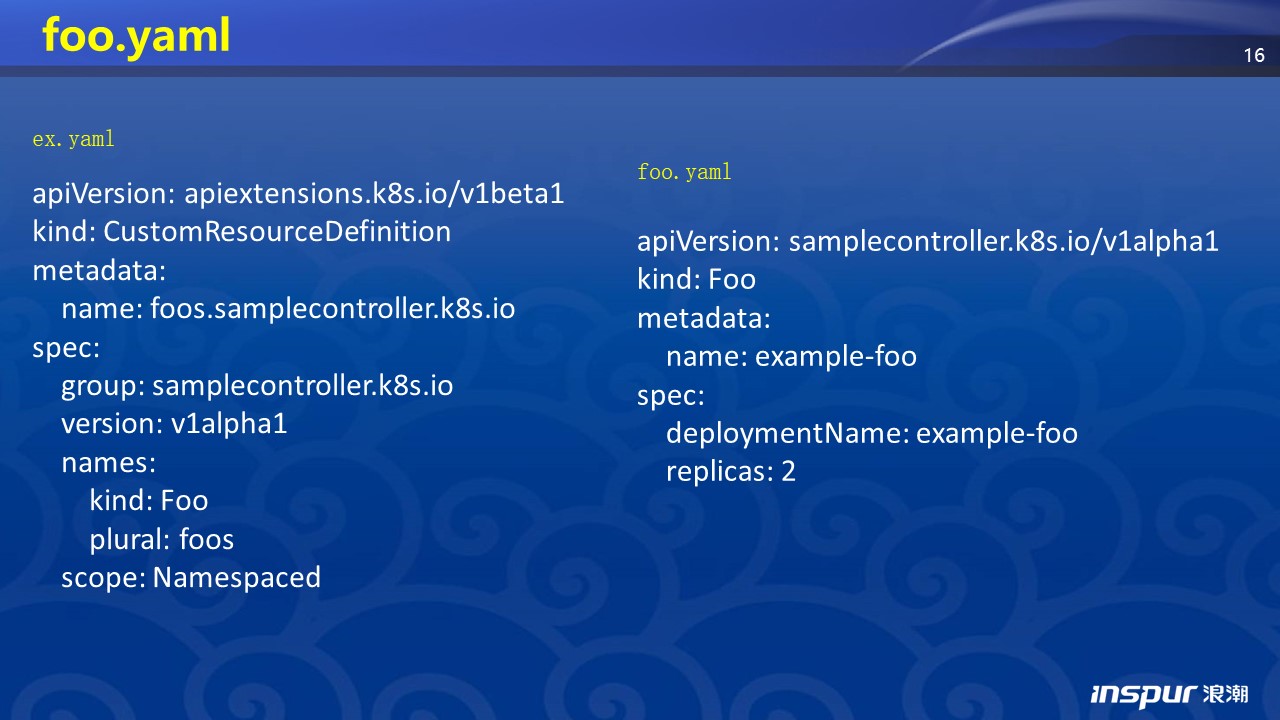 foo.yaml
16
ex.yaml
apiVersion: apiextensions.k8s.io/v1beta1
kind: CustomResourceDefinition
metadata:
    name: foos.samplecontroller.k8s.io
spec:
    group: samplecontroller.k8s.io
    version: v1alpha1
    names:
        kind: Foo
        plural: foos
    scope: Namespaced
foo.yaml
apiVersion: samplecontroller.k8s.io/v1alpha1
kind: Foo
metadata:
    name: example-foo
spec:
    deploymentName: example-foo
    replicas: 2
inspur 浪潮